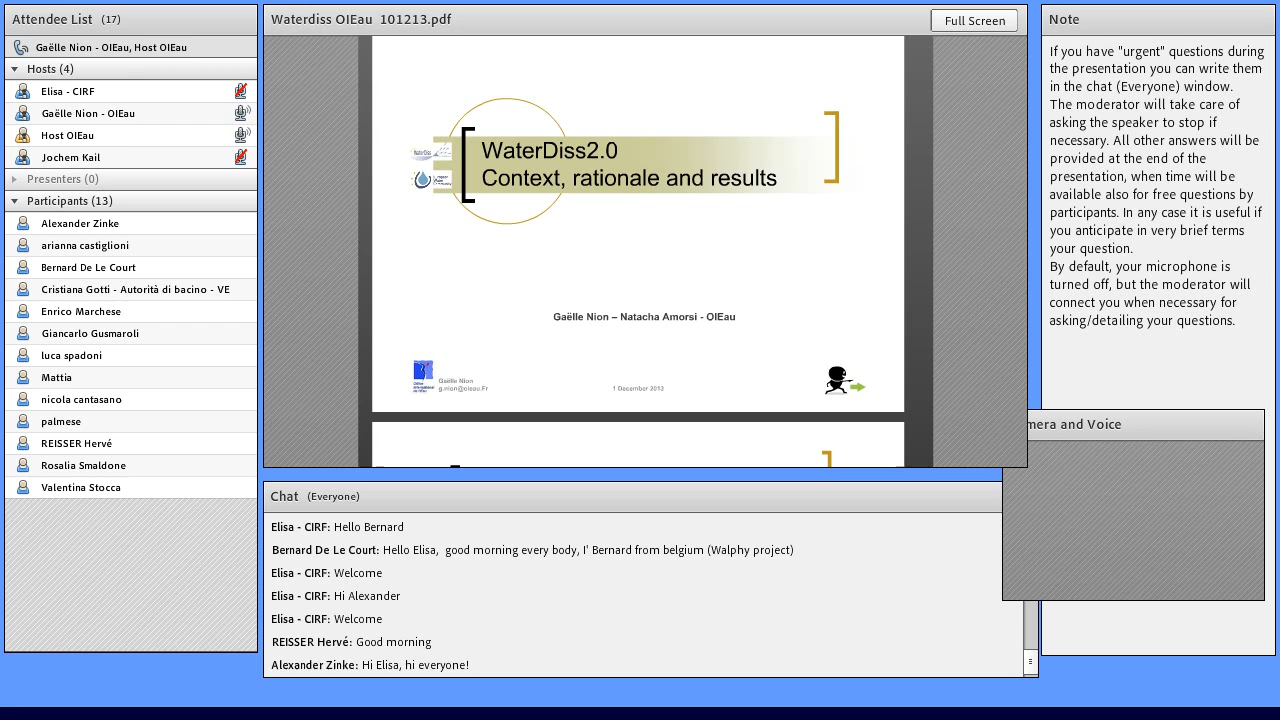 Attendee List (17)
Gaëlle Nion - OIEau, Host OIEau
Hosts (4)
Elisa - CIRF
Gaëlle Nion - OIEau
Host OIEau
Jochem Kail
Presenters (0)
Participants (13)
Alexander Zinke
arianna castiglioni
Bernard De Le Court
Cristiana Gotti - Autorità di bacino - VE
Enrico Marchese
Giancarlo Gusmaroli
luca spadoni
Mattia
nicola cantasano
palmese
REISSER Hervé
Rosalia Smaldone
Valentina Stocca
Waterdiss OIEau 101213.pdf
Full Screen
WaterDiss2.0
Context, rationale and results
Gaëlle Nion – Natacha Amorsi - OIEau
Gaëlle Nion
g.nion@oieau.Fr
1 December 2013
Chat (Everyone)
Elisa - CIRF: Hello Bernard
Bernard De Le Court: Hello Elisa, good morning every body, I' Bernard from belgium (Walphy project)
Elisa - CIRF: Welcome
Elisa - CIRF: Hi Alexander
Elisa - CIRF: Welcome
REISSER Hervé: Good morning
Alexander Zinke: Hi Elisa, hi everyone!
Note
If you have "urgent" questions during
the presentation you can write them
in the chat (Everyone) window.
The moderator will take care of
asking the speaker to stop if
necessary. All other answers will be
provided at the end of the
presentation, when time will be
available also for free questions by
participants. In any case it is useful if
you anticipate in very brief terms
your question.
By default, your microphone is
turned off, but the moderator will
connect you when necessary for
asking/detailing your questions.
mera and Voice